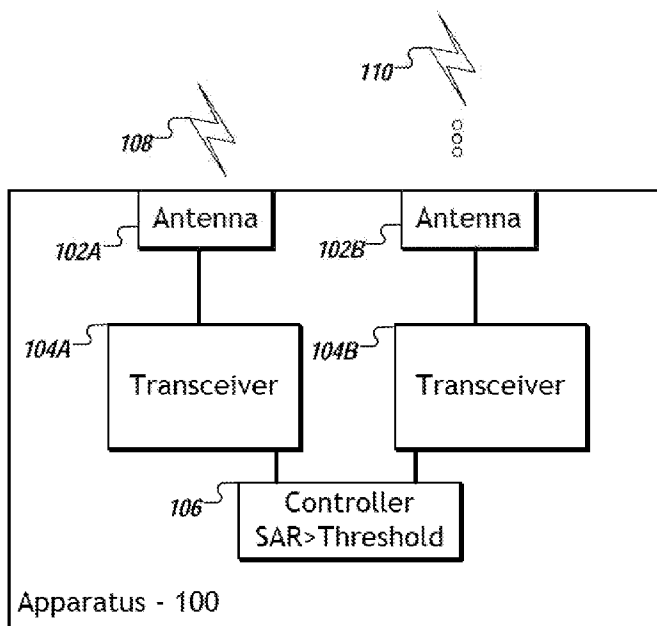 110
108
Antenna
Antenna
102A
102B
104A
104B
Transceiver
Transceiver
106
Controller
SAR>Threshold
Apparatus - 100